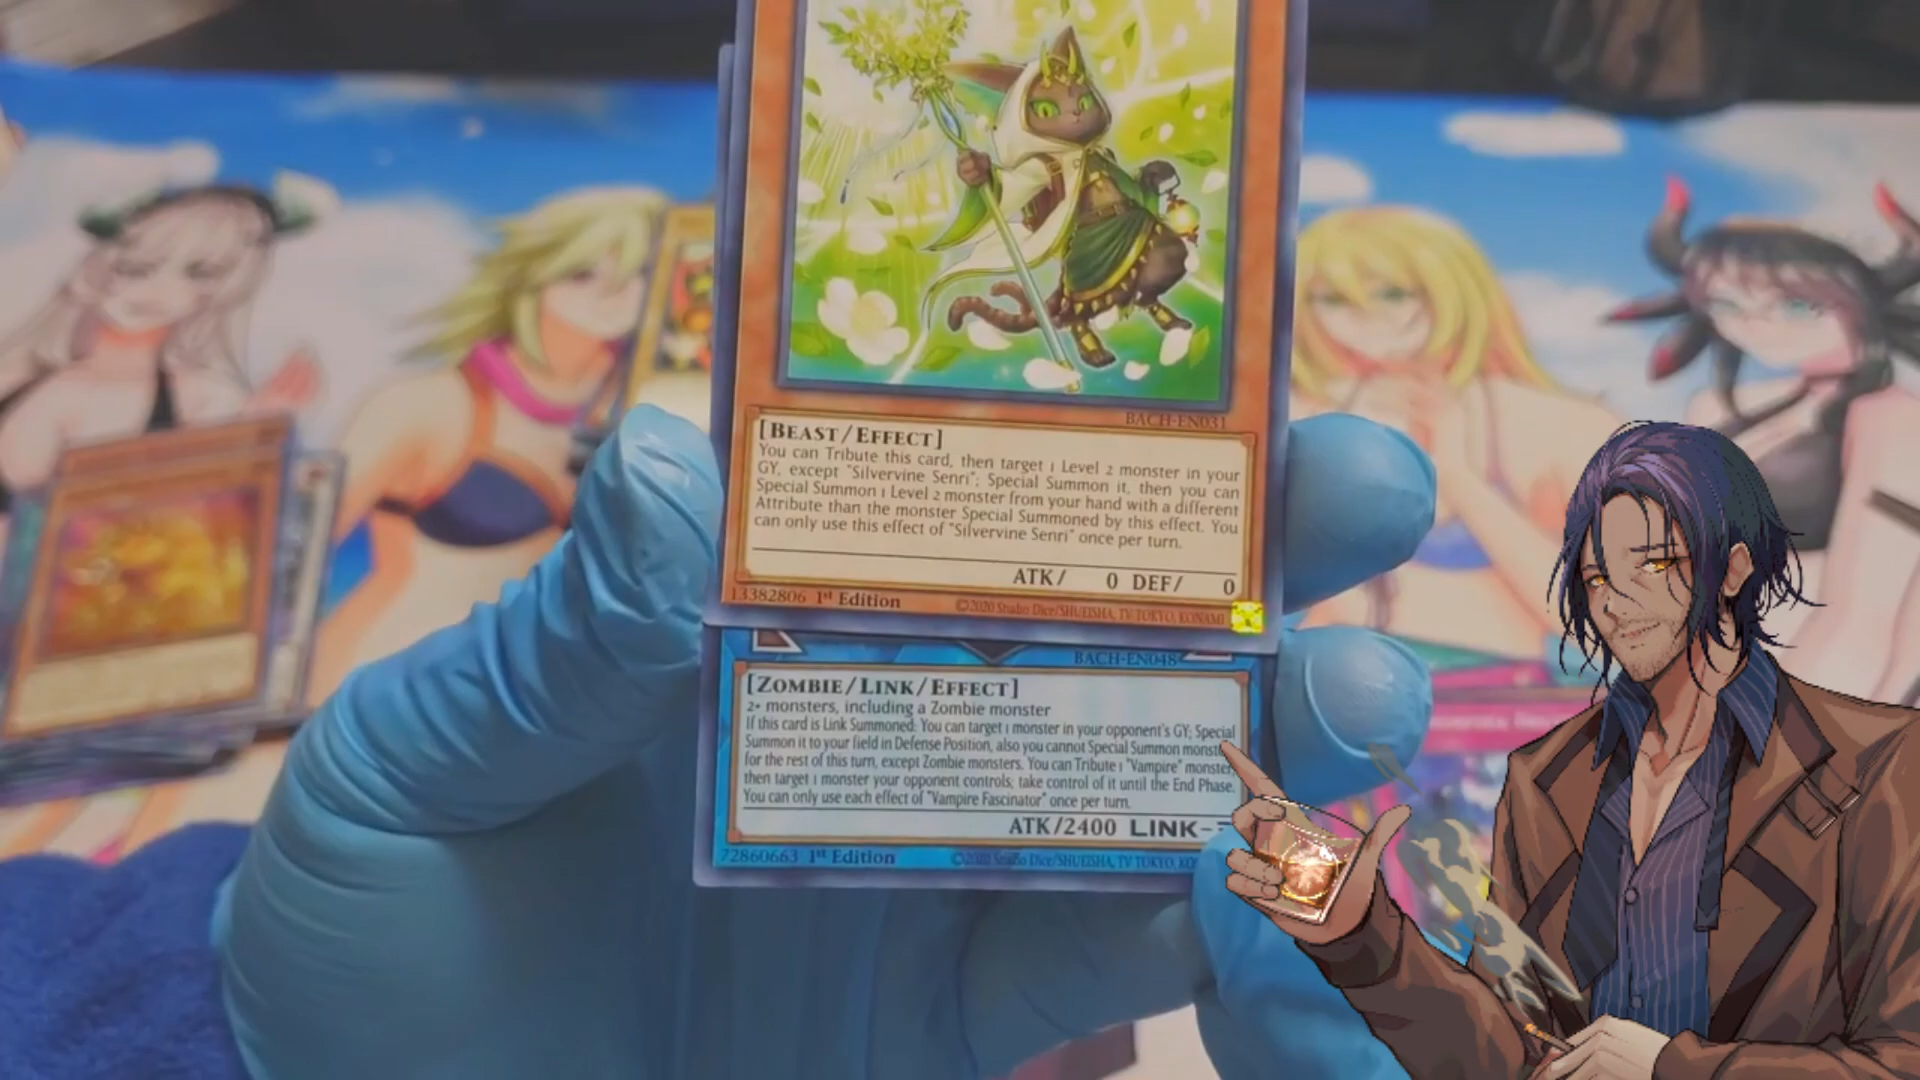 BACH-EN031
[BEAST/EFFECT]
You can Tribute this card, then target 1 Level 2 monster in your
GY, except "Silvervine Senri"; Special Summon it, then you can
Special Summon 1 Level 2 monster from your hand with a different
Attribute than the monster Special Summoned by this effect. You
can only use this effect of "Silvervine Senri" once per turn.
ATK/ 0 DEF/ 0
13382806 1st Edition
©2020 Studio Dice/SHUEISHA, TV TOKYO, KONAMI
BACH-EN048
[ZOMBIE/LINK/EFFECT]
2+ monsters, including a Zombie monster
If this card is Link Summoned: You can target 1 monster in your opponent's GY; Special
Summon it to your field in Defense Position, also you cannot Special Summon monst
for the rest of this turn, except Zombie monsters. You can Tribute 1 "Vampire" monster,
then target 1 monster your opponent controls; take control of it until the End Phase.
You can only use each effect of "Vampire Fascinator" once per turn.
ATK/2400 LINK-
72860663 1st Edition
©2020 Studio Dice/SHUEISHA, TV TOKYO, KO